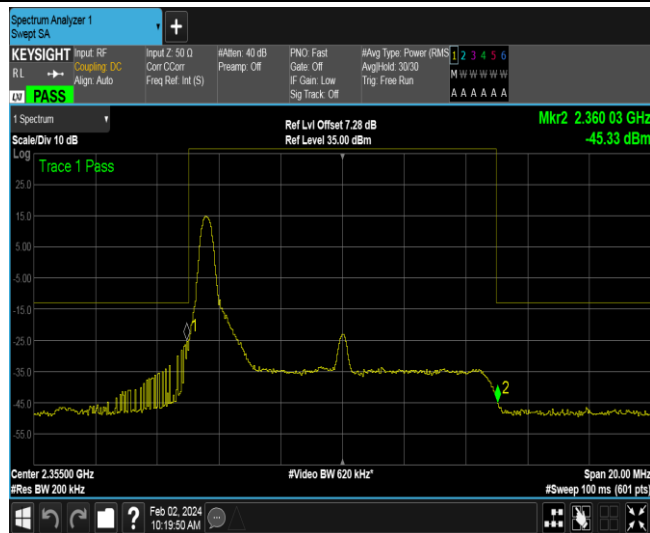 Spectrum Analyzer 1
Swept SA
KEYSIGHT
RL
Input: RF
Coupling: DC
Align: Auto
Input Z: 50 Ω
Corr CCorr
Freq Ref: Int (S)
#Atten: 40 dB
Preamp: Off
PNO: Fast
Gate: Off
IF Gain: Low
Sig Track: Off
#Avg Type: Power (RMS
Avg|Hold: 30/30
Trig: Free Run
1 2 3 4 5 6
M W W W W W
A A A A A A
LXI PASS
1 Spectrum
Scale/Div 10 dB
Ref Lvl Offset 7.28 dB
Ref Level 35.00 dBm
Mkr2 2.360 03 GHz
-45.33 dBm
Log
Trace 1 Pass
25.0
15.0
5.00
-5.00
-15.0
-25.0
-35.0
-45.0
-55.0
1
2
Center 2.35500 GHz
#Res BW 200 kHz
#Video BW 620 kHz*
Span 20.00 MHz
#Sweep 100 ms (601 pts)
?
Feb 02, 2024
10:19:50 AM